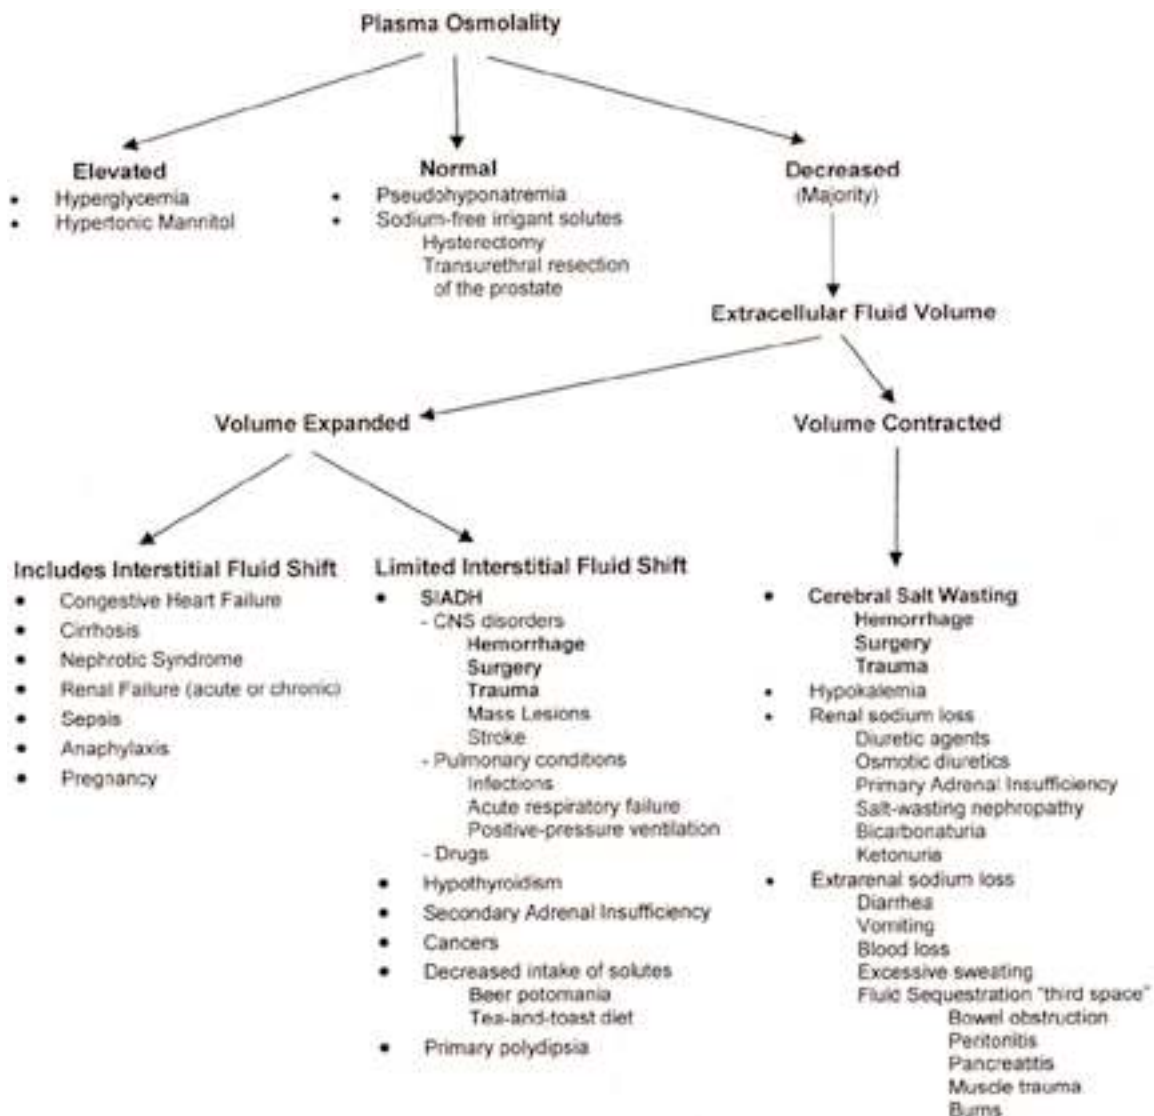 Plasma Osmolality
Elevated
• Hyperglycemia
• Hypertonic Mannitol
Normal
• Pseudohyponatremia
• Sodium-free irrigant solutes
Hysterectomy
Transurethral resection
of the prostate
Decreased
(Majority)
Extracellular Fluid Volume
Volume Expanded
Volume Contracted
Includes Interstitial Fluid Shift
• Congestive Heart Failure
• Cirrhosis
• Nephrotic Syndrome
• Renal Failure (acute or chronic)
• Sepsis
• Anaphylaxis
• Pregnancy
Limited Interstitial Fluid Shift
• SIADH
- CNS disorders
Hemorrhage
Surgery
Trauma
Mass Lesions
Stroke
- Pulmonary conditions
Infections
Acute respiratory failure
Positive-pressure ventilation
- Drugs
• Hypothyroidism
• Secondary Adrenal Insufficiency
• Cancers
• Decreased intake of solutes
Beer potomania
Tea-and-toast diet
• Primary polydipsia
• Cerebral Salt Wasting
Hemorrhage
Surgery
Trauma
• Hypokalemia
• Renal sodium loss
Diuretic agents
Osmotic diuretics
Primary Adrenal Insufficiency
Salt-wasting nephropathy
Bicarbonaturia
Ketonuria
• Extrarenal sodium loss
Diarrhea
Vomiting
Blood loss
Excessive sweating
Fluid Sequestration "third space"
Bowel obstruction
Peritonitis
Pancreatitis
Muscle trauma
Burns